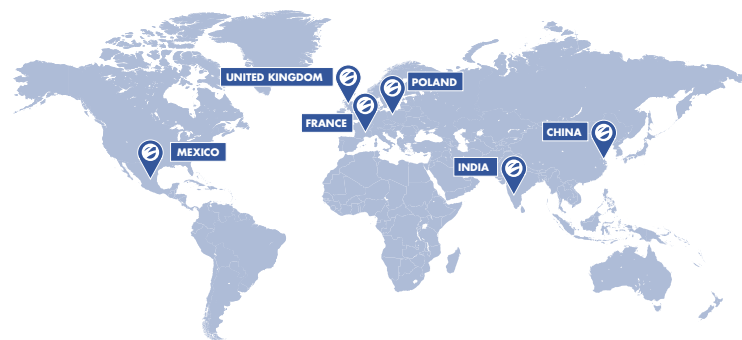 UNITED KINGDOM
POLAND
FRANCE
CHINA
MEXICO
INDIA